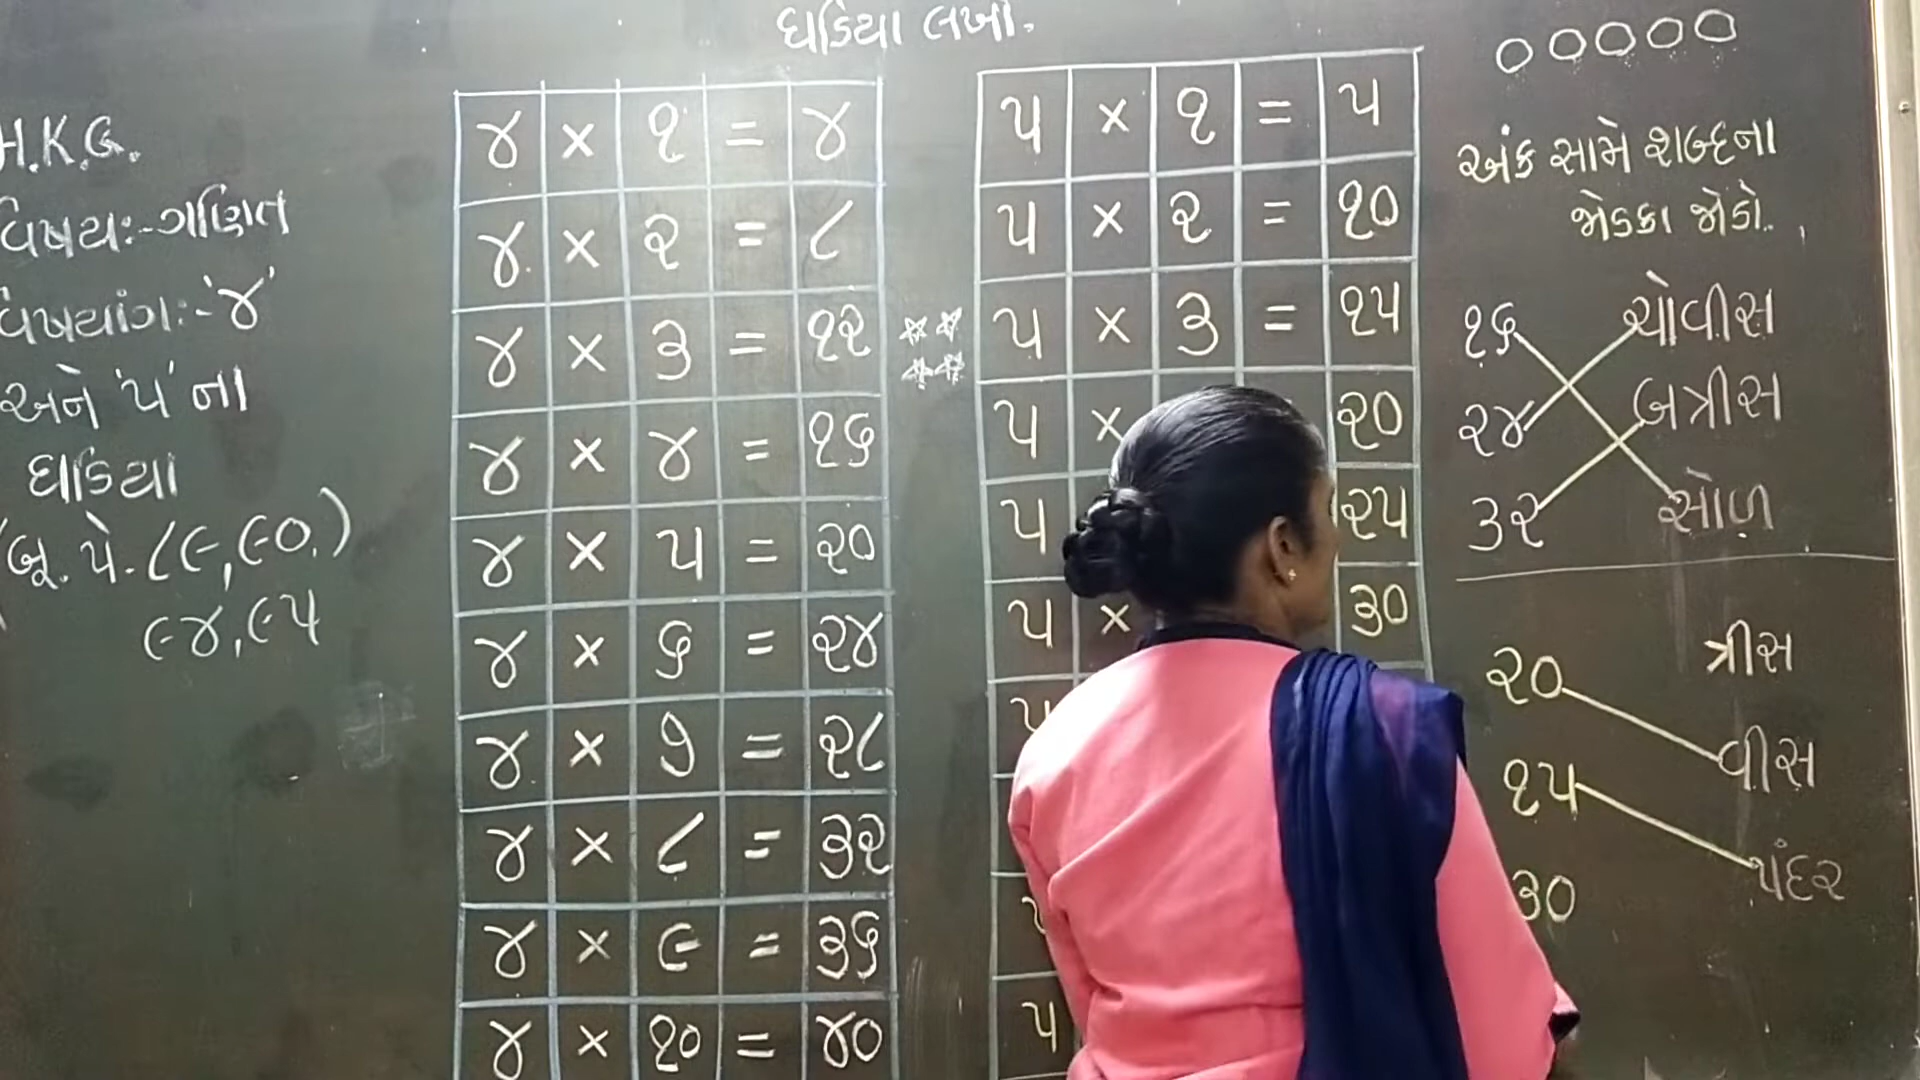 ઘડિયા લખો.
H.K.G.
વિષયઃ-ગણિત
વિષયાંગઃ-'૪'
અને '૫' ના
ઘડિયા
(બૂ. પે. ૮૯,૯૦,)
૯૪,૯૫
૪ × ૧ = ૪
૪ × ૨ = ૮
૪ × ૩ = ૧૨
૪ × ૪ = ૧૬
૪ × ૫ = ૨૦
૪ × ૬ = ૨૪
૪ × ૭ = ૨૮
૪ × ૮ = ૩૨
૪ × ૯ = ૩૬
૪ × ૧૦ = ૪૦
૫ × ૧ = ૫
૫ × ૨ = ૧૦
૫ × ૩ = ૧૫
૫ × ૨૦
૫ ૨૫
૫ × ૩૦
૫
૫
અંક સામે શબ્દના
જોડકા જોડો.
૧૬ ચોવીસ
૨૪ બત્રીસ
૩૨ સોળ
ત્રીસ
૨૦ વીસ
૧૫ પંદર
૩૦